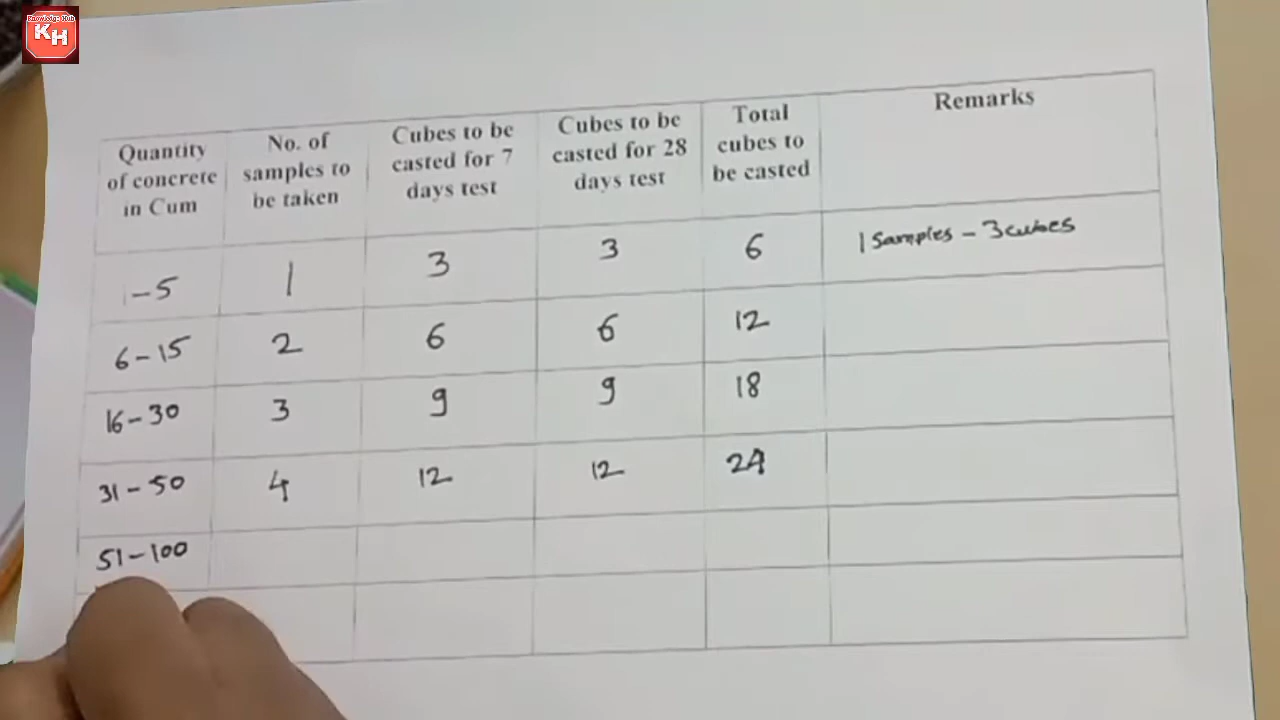 Knowledge Hub
KH
Quantity of concrete in Cum | No. of samples to be taken | Cubes to be casted for 7 days test | Cubes to be casted for 28 days test | Total cubes to be casted | Remarks
1-5 | 1 | 3 | 3 | 6 | 1 Samples - 3 cubes
6-15 | 2 | 6 | 6 | 12
16-30 | 3 | 9 | 9 | 18
31-50 | 4 | 12 | 12 | 24
51-100